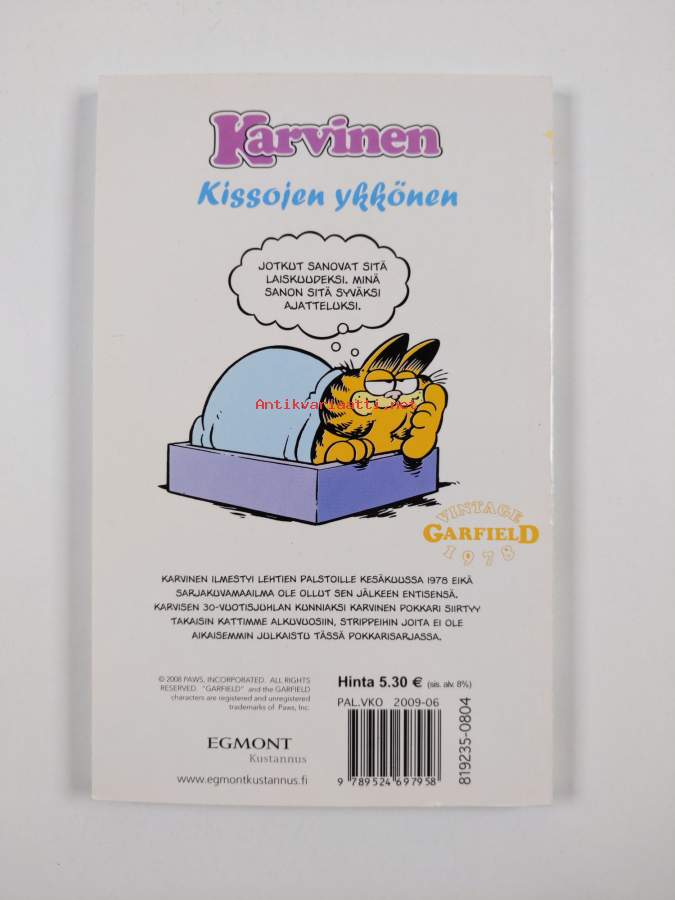 Karvinen
Kissojen ykkönen
JOTKUT SANOVAT SITÄ
LAISKUUDEKSI. MINÄ
SANON SITÄ SYVÄKSI
AJATTELUKSI.
Antikvariaatti.net
VINTAGE
GARFIELD
1978
KARVINEN ILMESTYI LEHTIEN PALSTOILLE KESÄKUUSSA 1978 EIKÄ
SARJAKUVAMAAILMA OLE OLLUT SEN JÄLKEEN ENTISENSÄ.
KARVISEN 30-VUOTISJUHLAN KUNNIAKSI KARVINEN POKKARI SIIRTYY
TAKAISIN KATTIMME ALKUVUOSIIN, STRIPPEIHIN JOITA EI OLE
AIKAISEMMIN JULKAISTU TÄSSÄ POKKARISARJASSA.
© 2008 PAWS, INCORPORATED. ALL RIGHTS
RESERVED. "GARFIELD" and the GARFIELD
characters are registered and unregistered
trademarks of Paws, Inc.
EGMONT
Kustannus
www.egmontkustannus.fi
Hinta 5.30 € (sis. alv. 8%)
PAL.VKO 2009-06
9 789524 697958
819235-0804